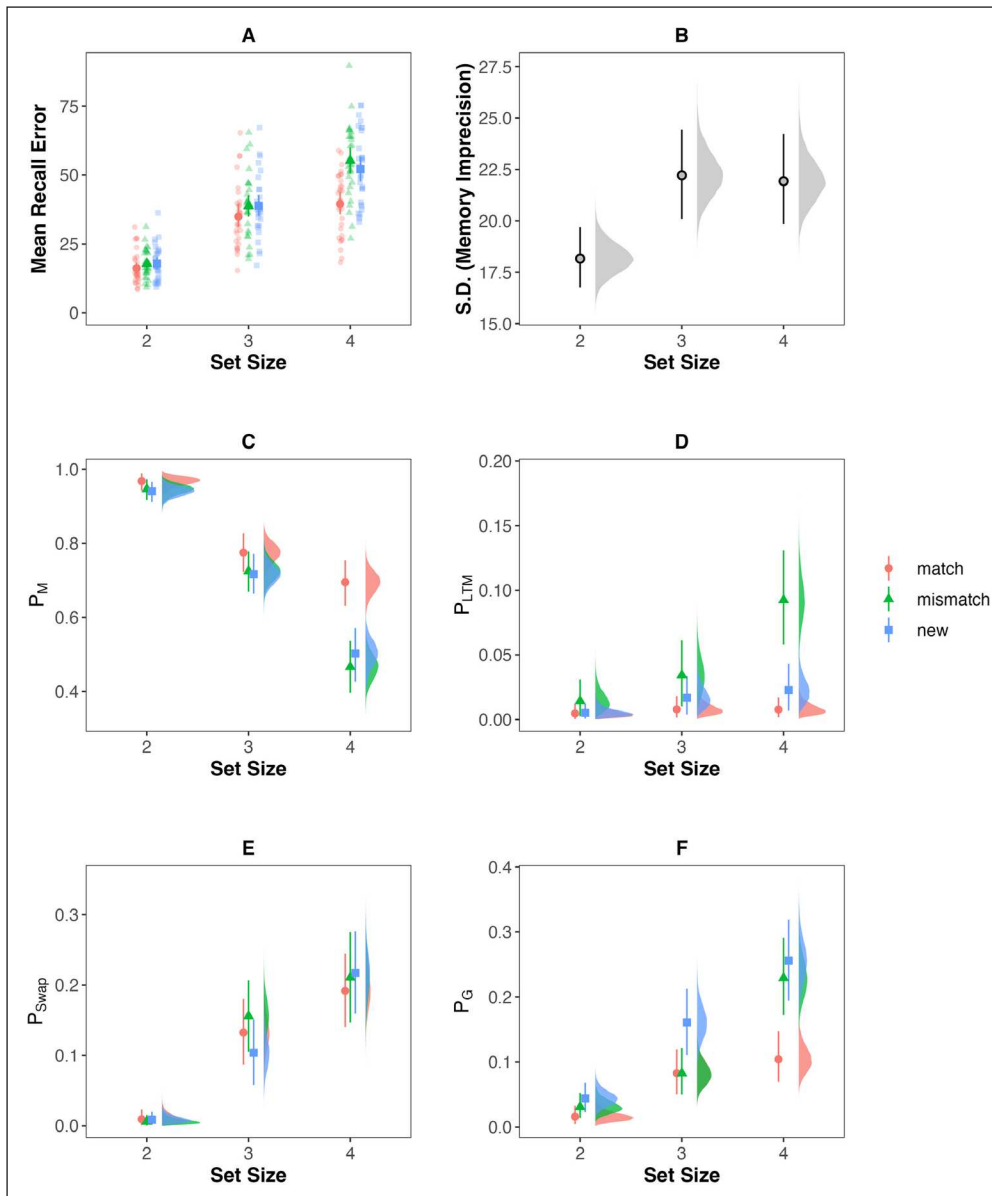 A
Mean Recall Error
75
50
25
0
2 3 4
Set Size
B
S.D. (Memory Imprecision)
27.5
25.0
22.5
20.0
17.5
15.0
2 3 4
Set Size
C
P_M
1.0
0.8
0.6
0.4
2 3 4
Set Size
D
P_LTM
0.20
0.15
0.10
0.05
0.00
2 3 4
Set Size
match
mismatch
new
E
P_Swap
0.3
0.2
0.1
0.0
2 3 4
Set Size
F
P_G
0.4
0.3
0.2
0.1
0.0
2 3 4
Set Size